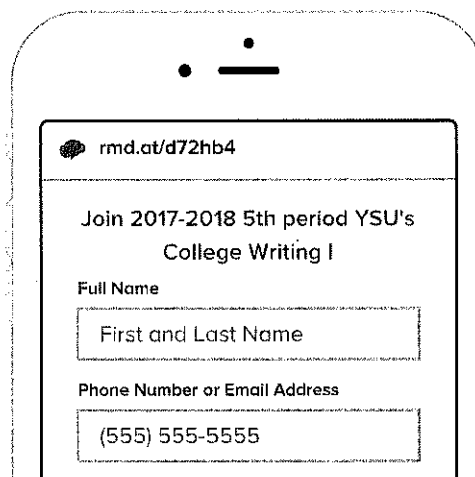 rmd.at/d72hb4
Join 2017-2018 5th period YSU's
College Writing I
Full Name
First and Last Name
Phone Number or Email Address
(555) 555-5555